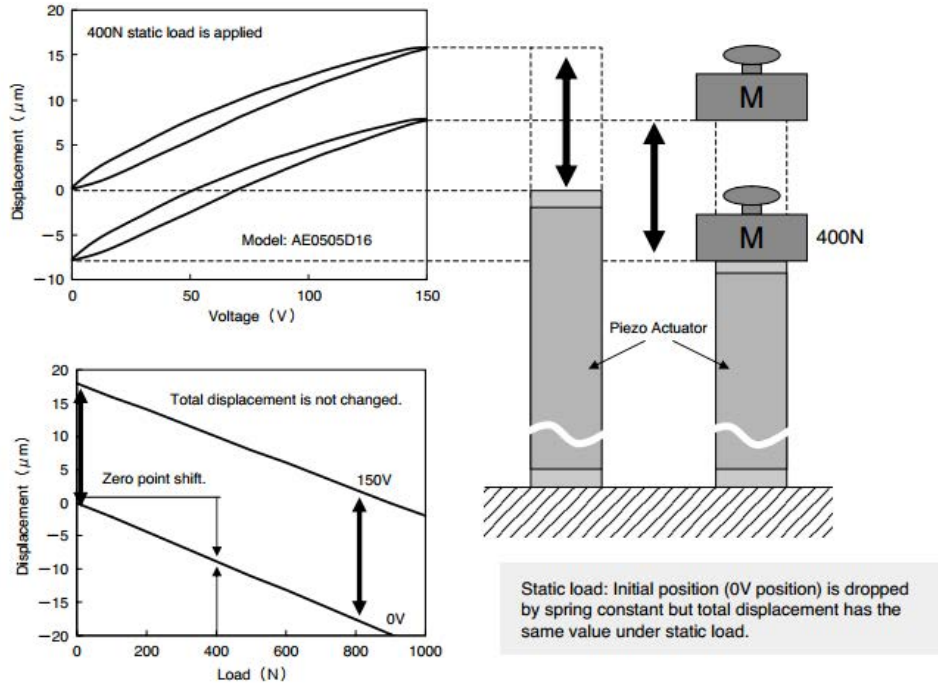 20
400N static load is applied
15
10
5
0
−5
−10
Displacement (μm)
Model: AE0505D16
0
50
100
150
Voltage (V)
M
M
400N
Piezo Actuator
20
Total displacement is not changed.
15
10
5
Zero point shift.
150V
0
−5
−10
−15
0V
−20
Displacement (μm)
0
200
400
600
800
1000
Load (N)
Static load: Initial position (0V position) is dropped
by spring constant but total displacement has the
same value under static load.